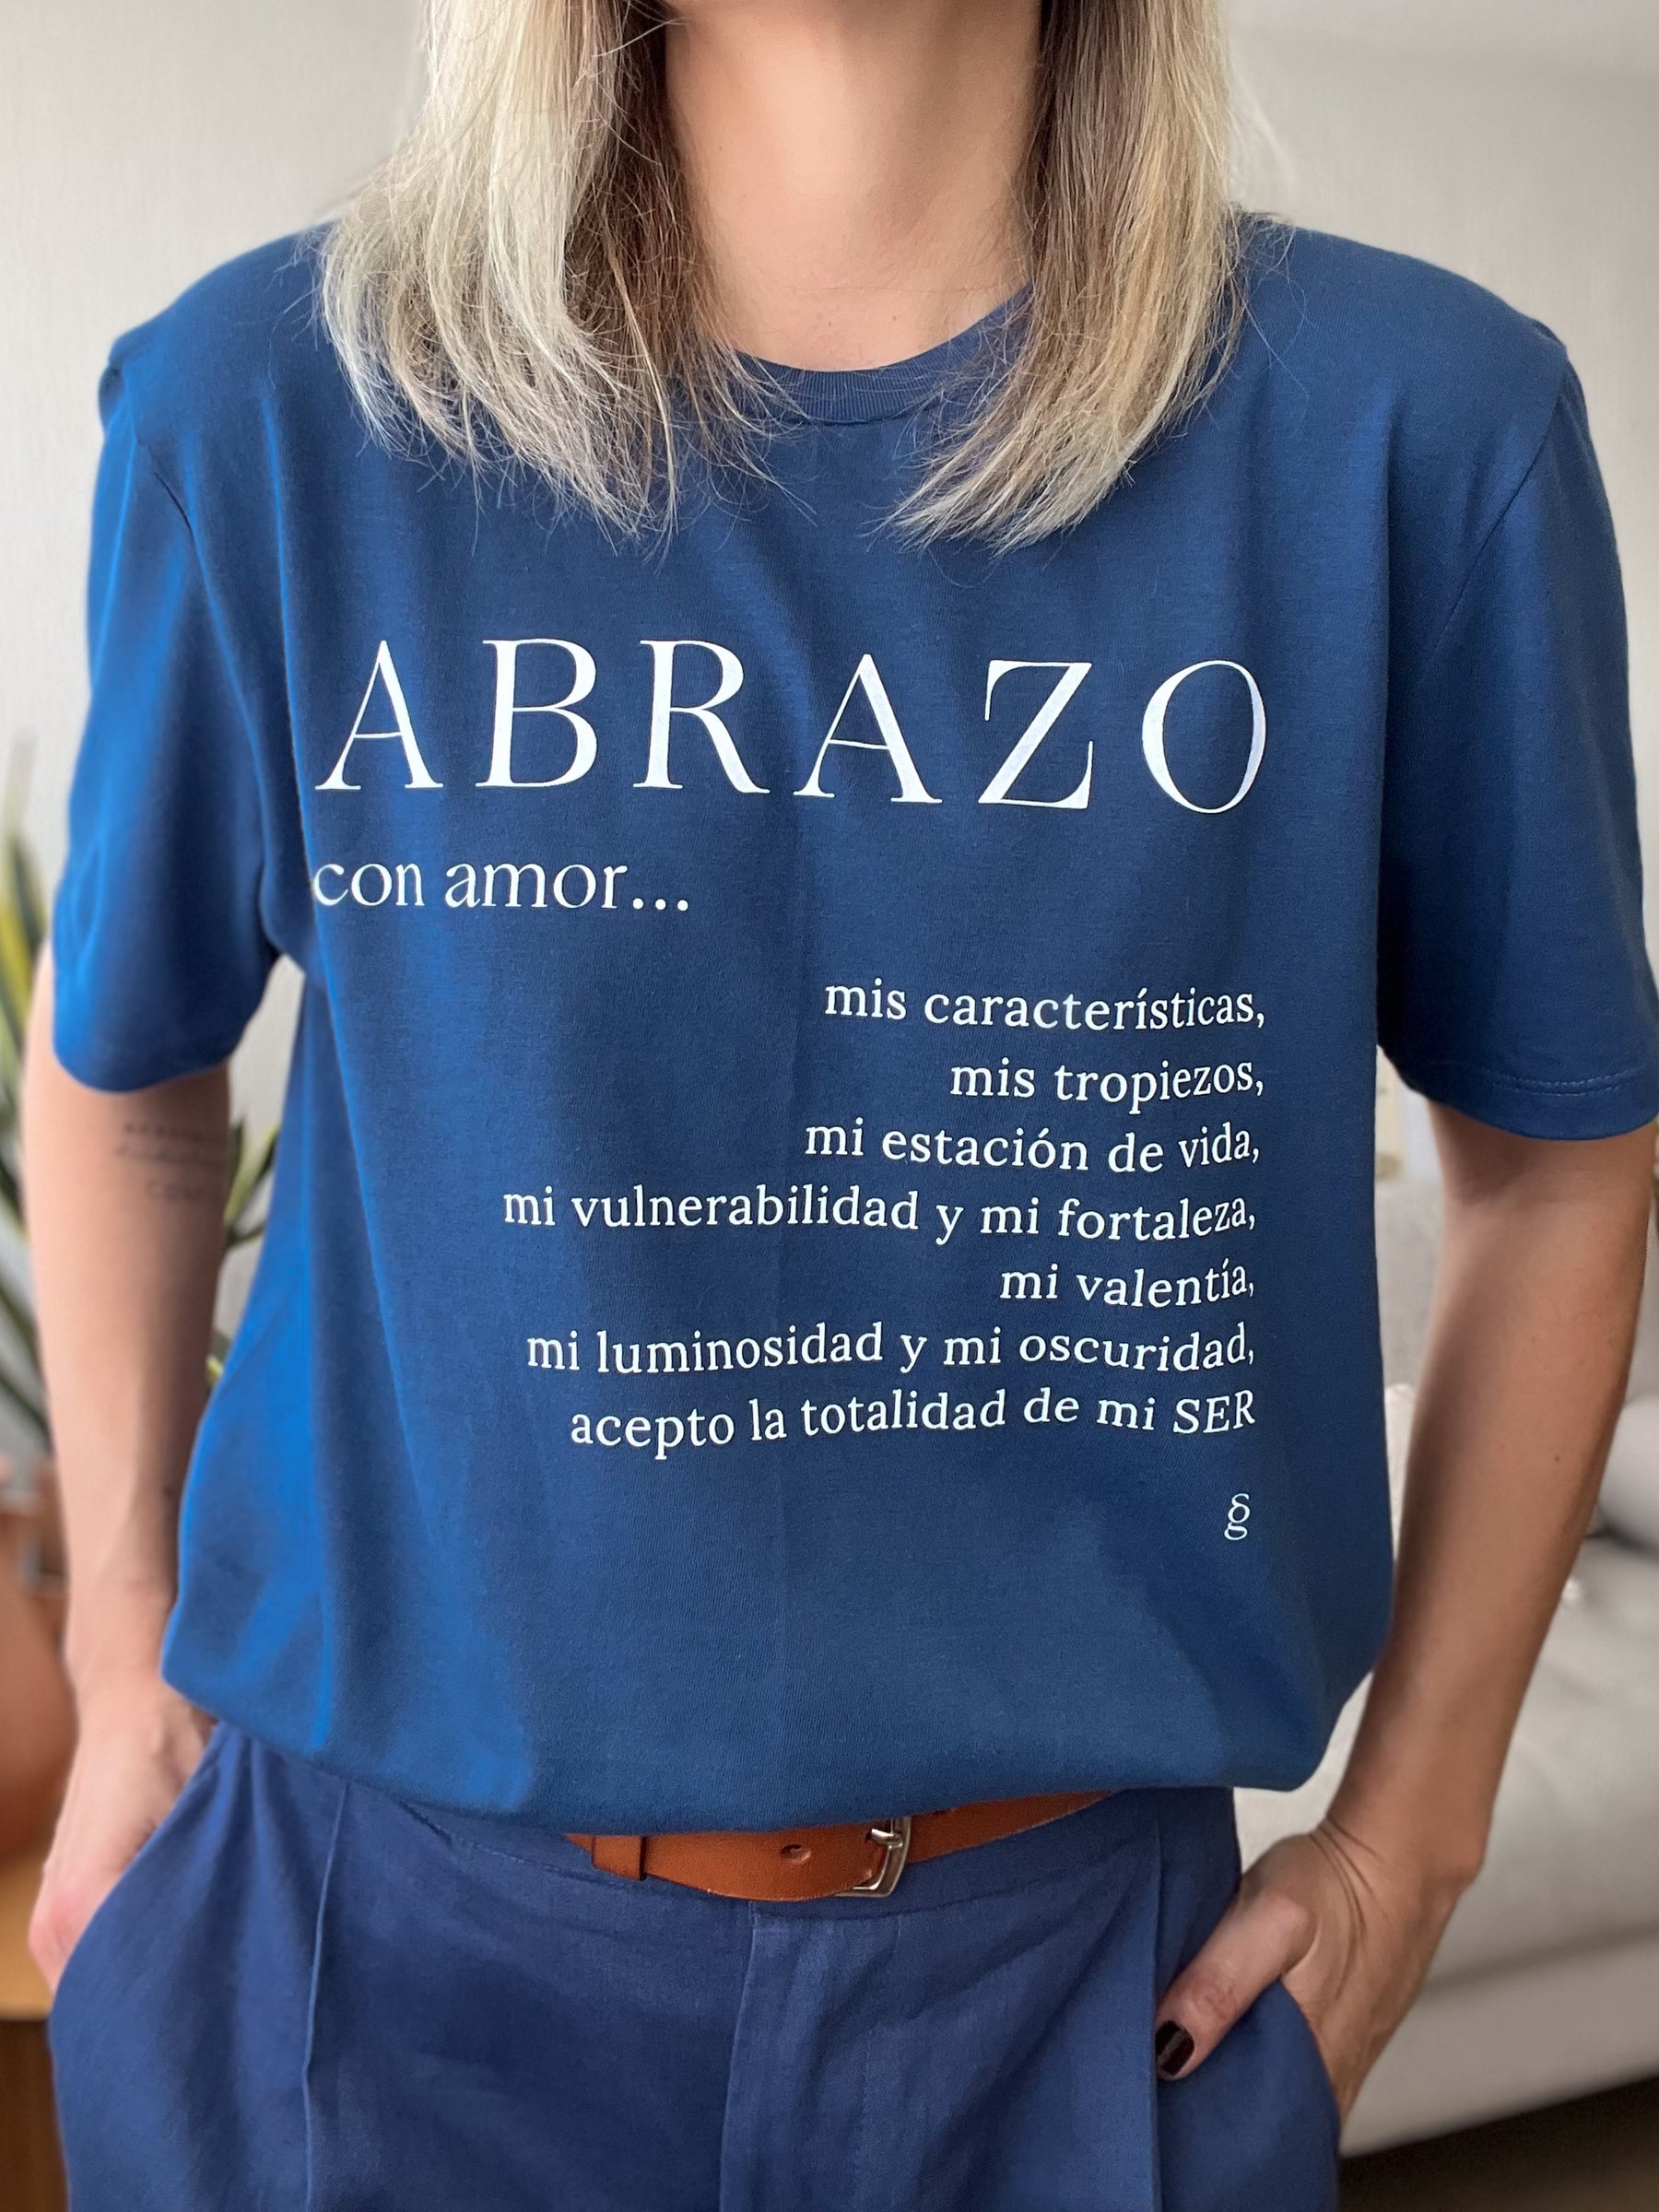 ABRAZO
con amor...
mis características,
mis tropiezos,
mi estación de vida,
mi vulnerabilidad y mi fortaleza,
mi valentía,
mi luminosidad y mi oscuridad,
acepto la totalidad de mi SER